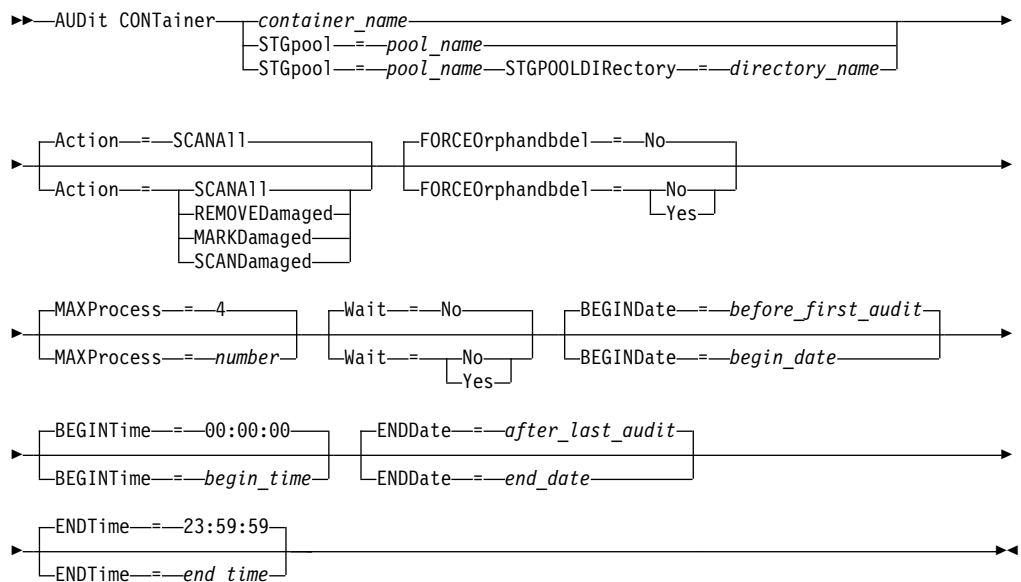 AUDit CONTainer container_name
STGpool = pool_name
STGpool = pool_name STGPOOLDIRectory = directory_name
Action = SCANAll FORCEOrphandbdel = No
Action = SCANAll FORCEOrphandbdel = No
REMOVEDamaged Yes
MARKDamaged
SCANDamaged
MAXProcess = 4 Wait = No BEGINDate = before_first_audit
MAXProcess = number Wait = No BEGINDate = begin_date
Yes
BEGINTime = 00:00:00 ENDDate = after_last_audit
BEGINTime = begin_time ENDDate = end_date
ENDTime = 23:59:59
ENDTime = end_time